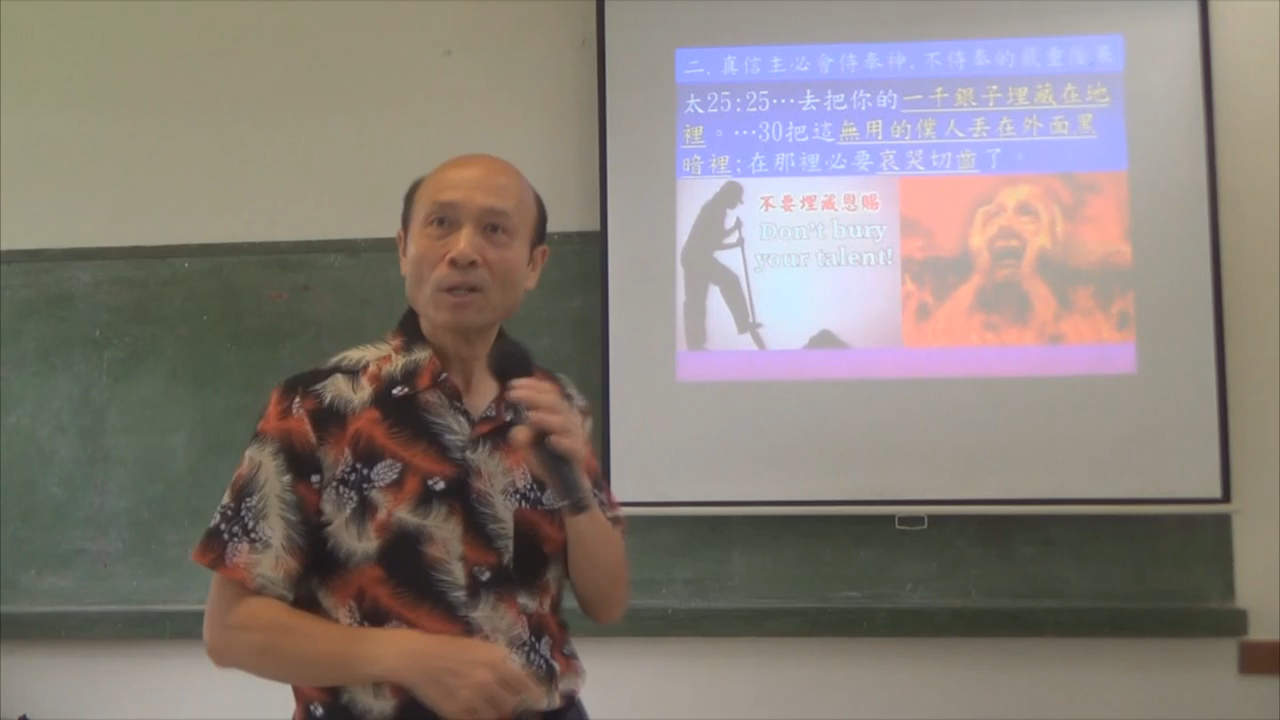 二.真信主必會侍奉神.不侍奉的嚴重後果
太25:25…去把你的一千銀子埋藏在地
裡。…30把這無用的僕人丟在外面黑
暗裡;在那裡必要哀哭切齒了。
不要埋藏恩賜
Don't bury
your talent!